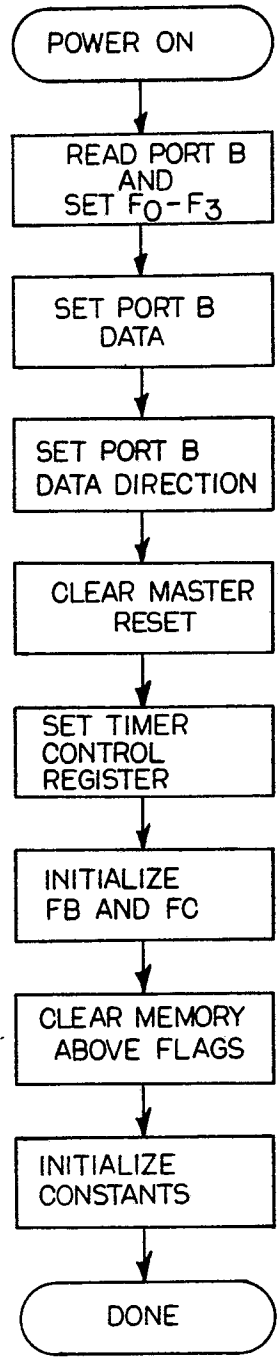 POWER ON
READ PORT B
AND
SET F0-F3
SET PORT B
DATA
SET PORT B
DATA DIRECTION
CLEAR MASTER
RESET
SET TIMER
CONTROL
REGISTER
INITIALIZE
FB AND FC
CLEAR MEMORY
ABOVE FLAGS
INITIALIZE
CONSTANTS
DONE